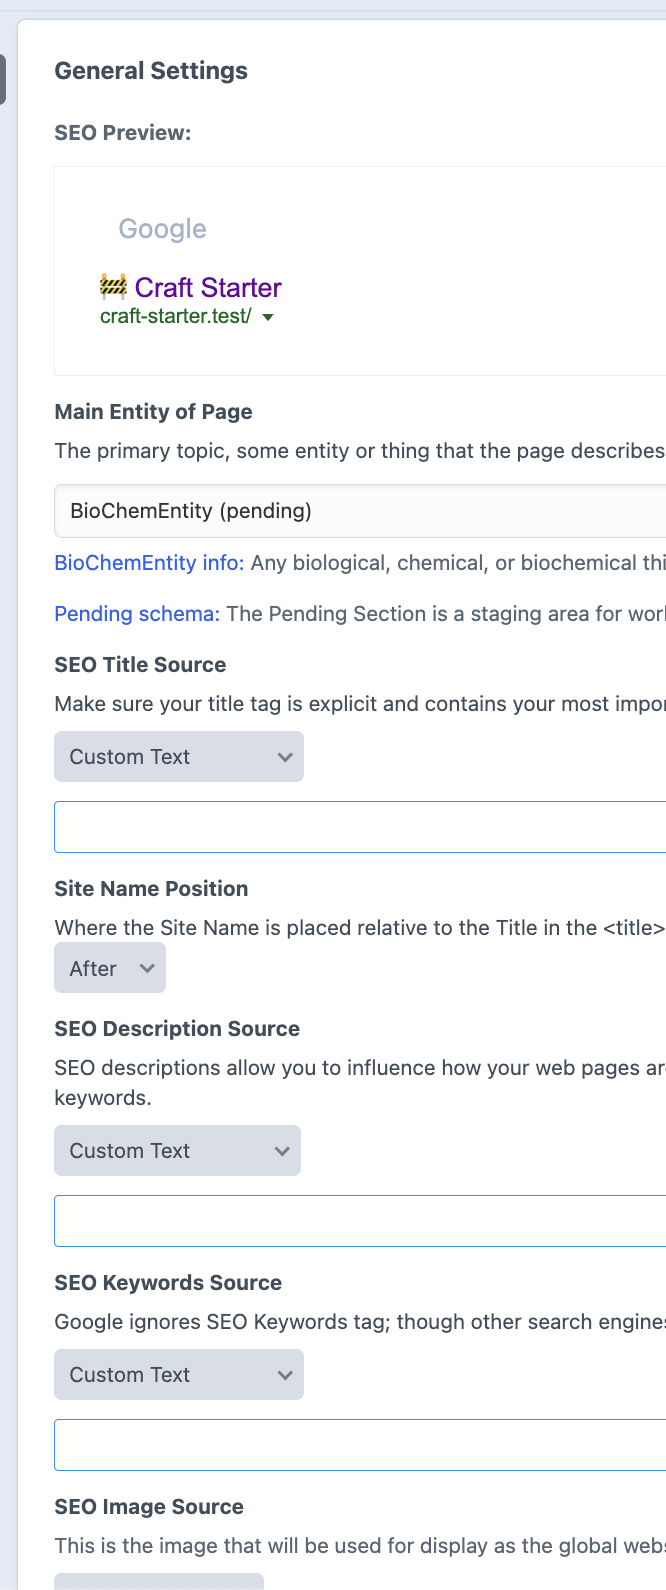 General Settings
SEO Preview:
Google
🚧 Craft Starter
craft-starter.test/
Main Entity of Page
The primary topic, some entity or thing that the page describes
BioChemEntity (pending)
BioChemEntity info: Any biological, chemical, or biochemical thi
Pending schema: The Pending Section is a staging area for work
SEO Title Source
Make sure your title tag is explicit and contains your most impor
Custom Text
Site Name Position
Where the Site Name is placed relative to the Title in the <title>
After
SEO Description Source
SEO descriptions allow you to influence how your web pages are
keywords.
Custom Text
SEO Keywords Source
Google ignores SEO Keywords tag; though other search engines
Custom Text
SEO Image Source
This is the image that will be used for display as the global webs